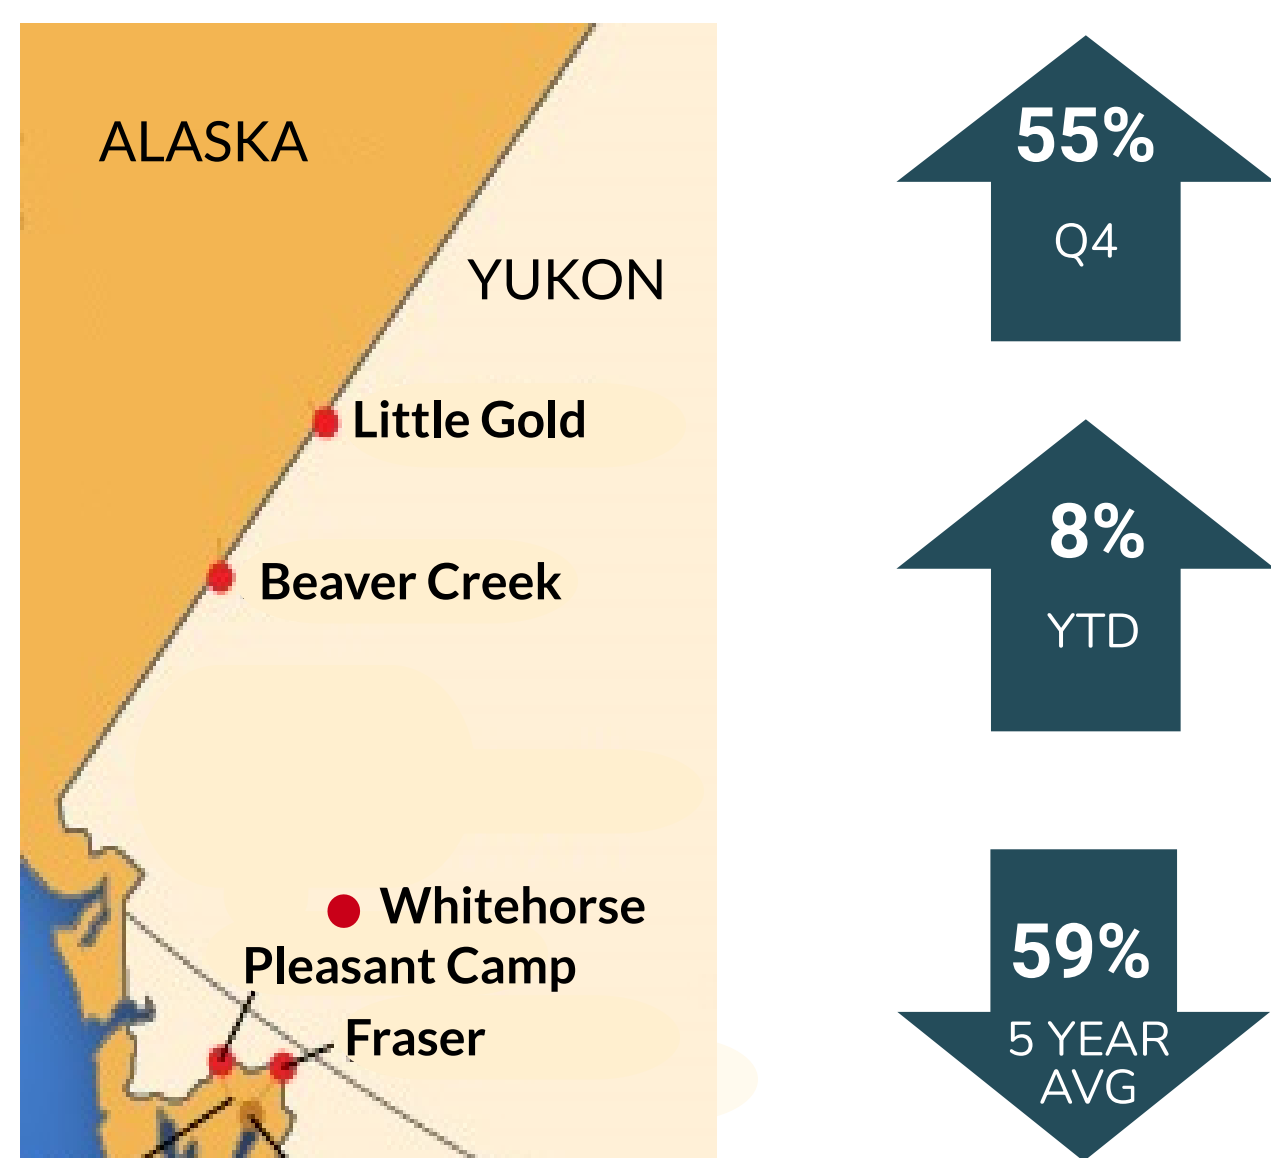 ALASKA
YUKON
Little Gold
Beaver Creek
Whitehorse
Pleasant Camp
Fraser
55%
Q4
8%
YTD
59%
5 YEAR
AVG